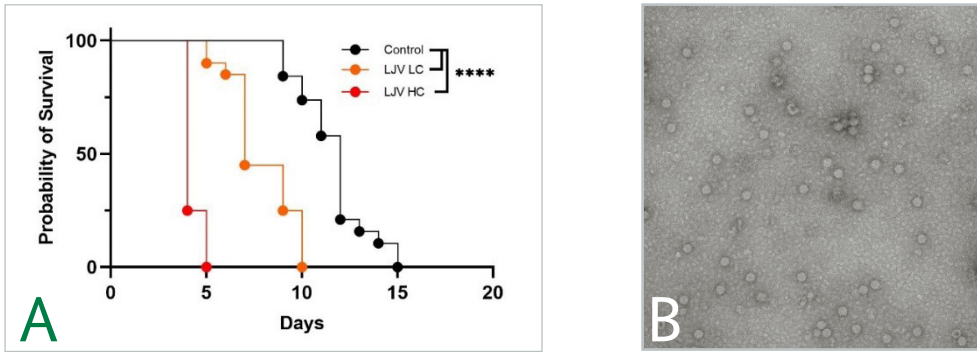 100
50
0
0
5
10
15
20
Probability of Survival
Days
Control
LJV LC
LJV HC
****
A
B